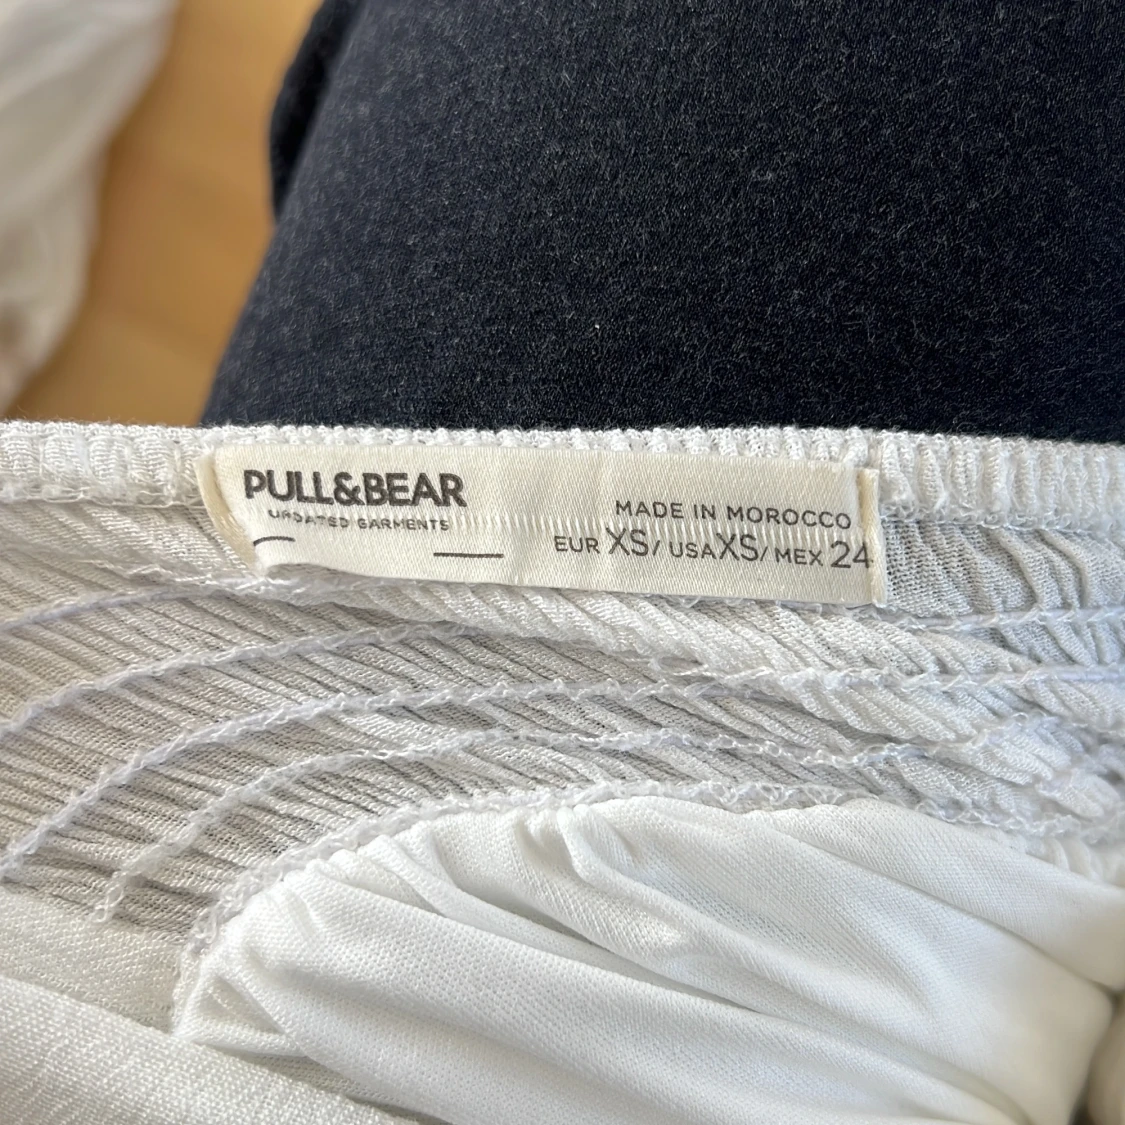 PULL&BEAR
UPDATED GARMENTS
MADE IN MOROCCO
EUR XS/ USA XS/ MEX 24